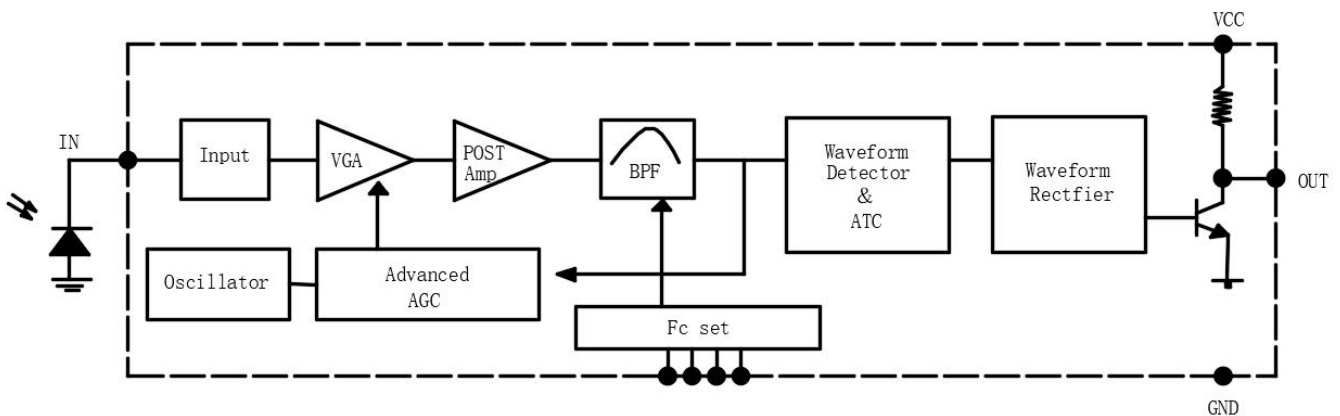 VCC
IN
Input
VGA
POST
Amp
BPF
Waveform
Detector
&
ATC
Waveform
Rectfier
OUT
Oscillator
Advanced
AGC
Fc set
GND